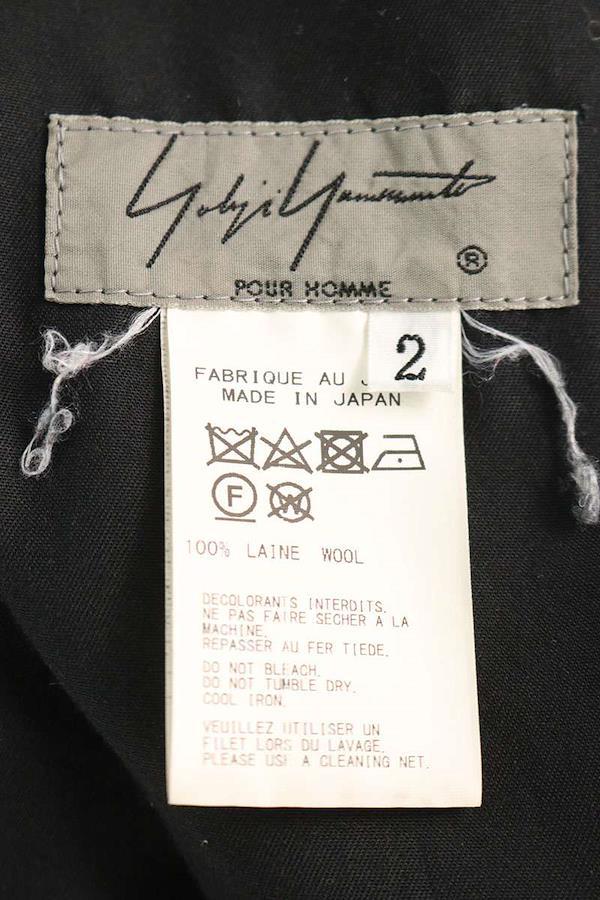 Yohji Yamamoto
®
POUR HOMME
2
FABRIQUE AU J
MADE IN JAPAN
F W
100% LAINE WOOL
DECOLORANTS INTERDITS.
NE PAS FAIRE SECHER A LA
MACHINE.
REPASSER AU FER TIEDE.
DO NOT BLEACH.
DO NOT TUMBLE DRY.
COOL IRON.
VEUILLEZ UTILISER UN
FILET LORS DU LAVAGE.
PLEASE USE A CLEANING NET.